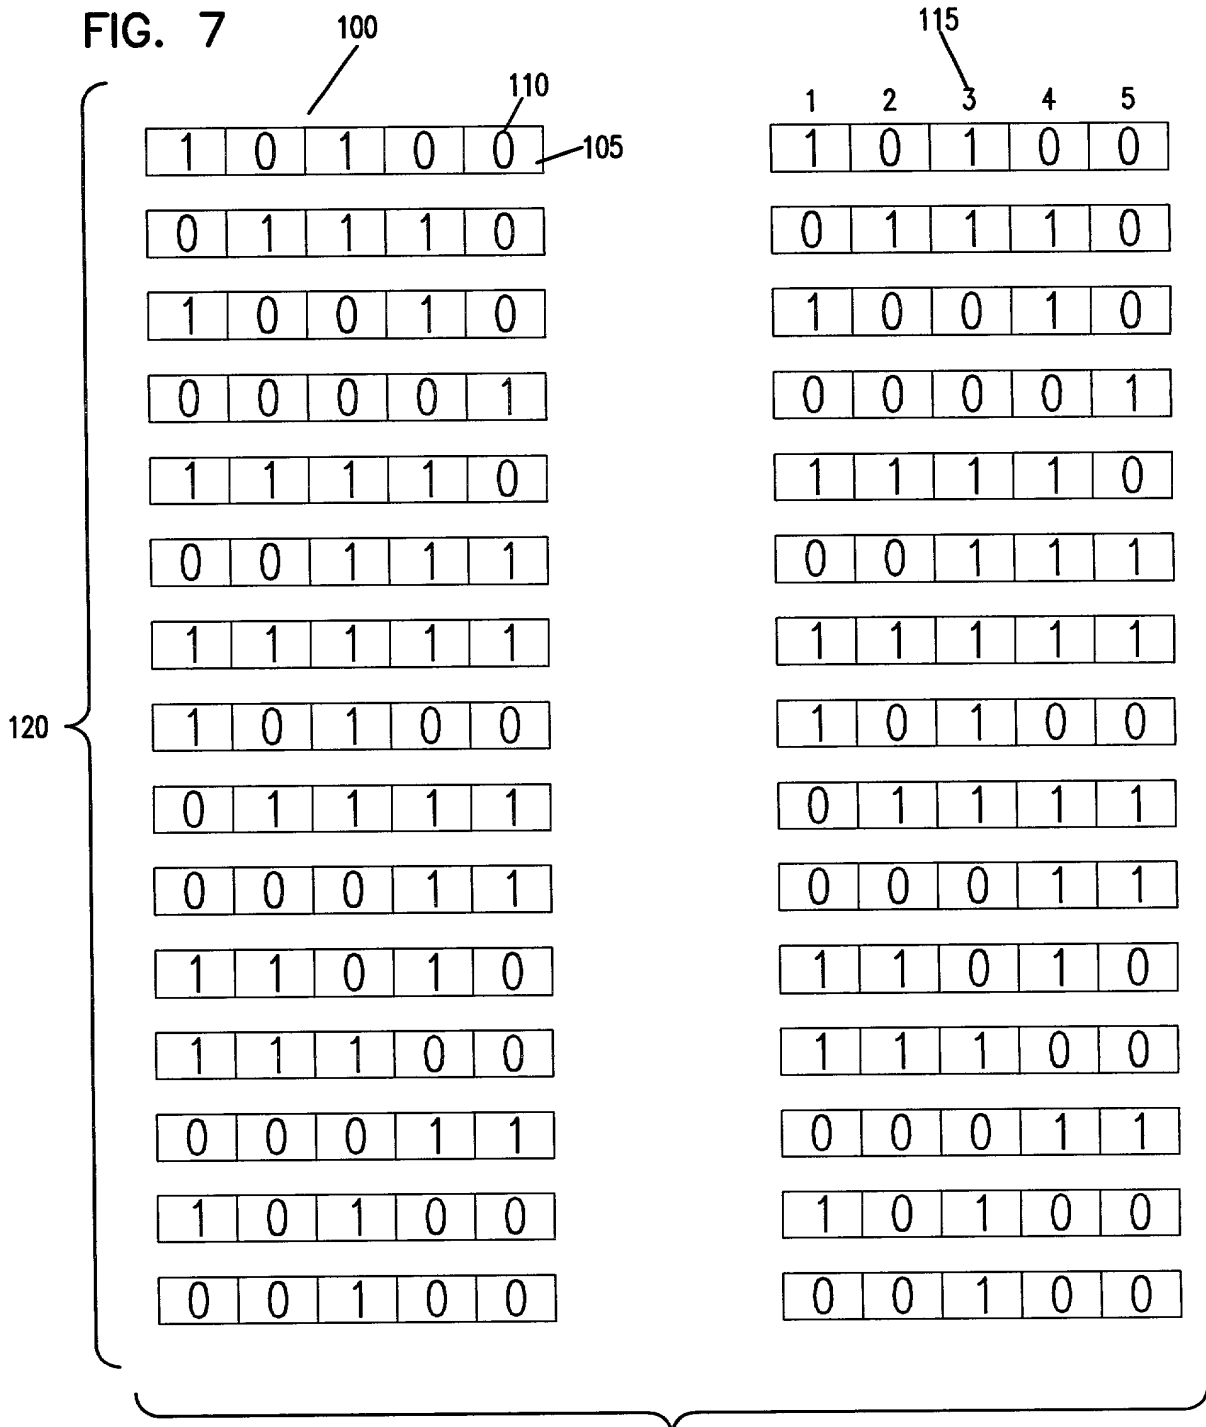 FIG. 7 100 115
110 1 2 3 4 5
1 0 1 0 0 105 1 0 1 0 0
0 1 1 1 0 0 1 1 1 0
1 0 0 1 0 1 0 0 1 0
0 0 0 0 1 0 0 0 0 1
1 1 1 1 0 1 1 1 1 0
0 0 1 1 1 0 0 1 1 1
1 1 1 1 1 1 1 1 1 1
120 1 0 1 0 0 1 0 1 0 0
0 1 1 1 1 0 1 1 1 1
0 0 0 1 1 0 0 0 1 1
1 1 0 1 0 1 1 0 1 0
1 1 1 0 0 1 1 1 0 0
0 0 0 1 1 0 0 0 1 1
1 0 1 0 0 1 0 1 0 0
0 0 1 0 0 0 0 1 0 0